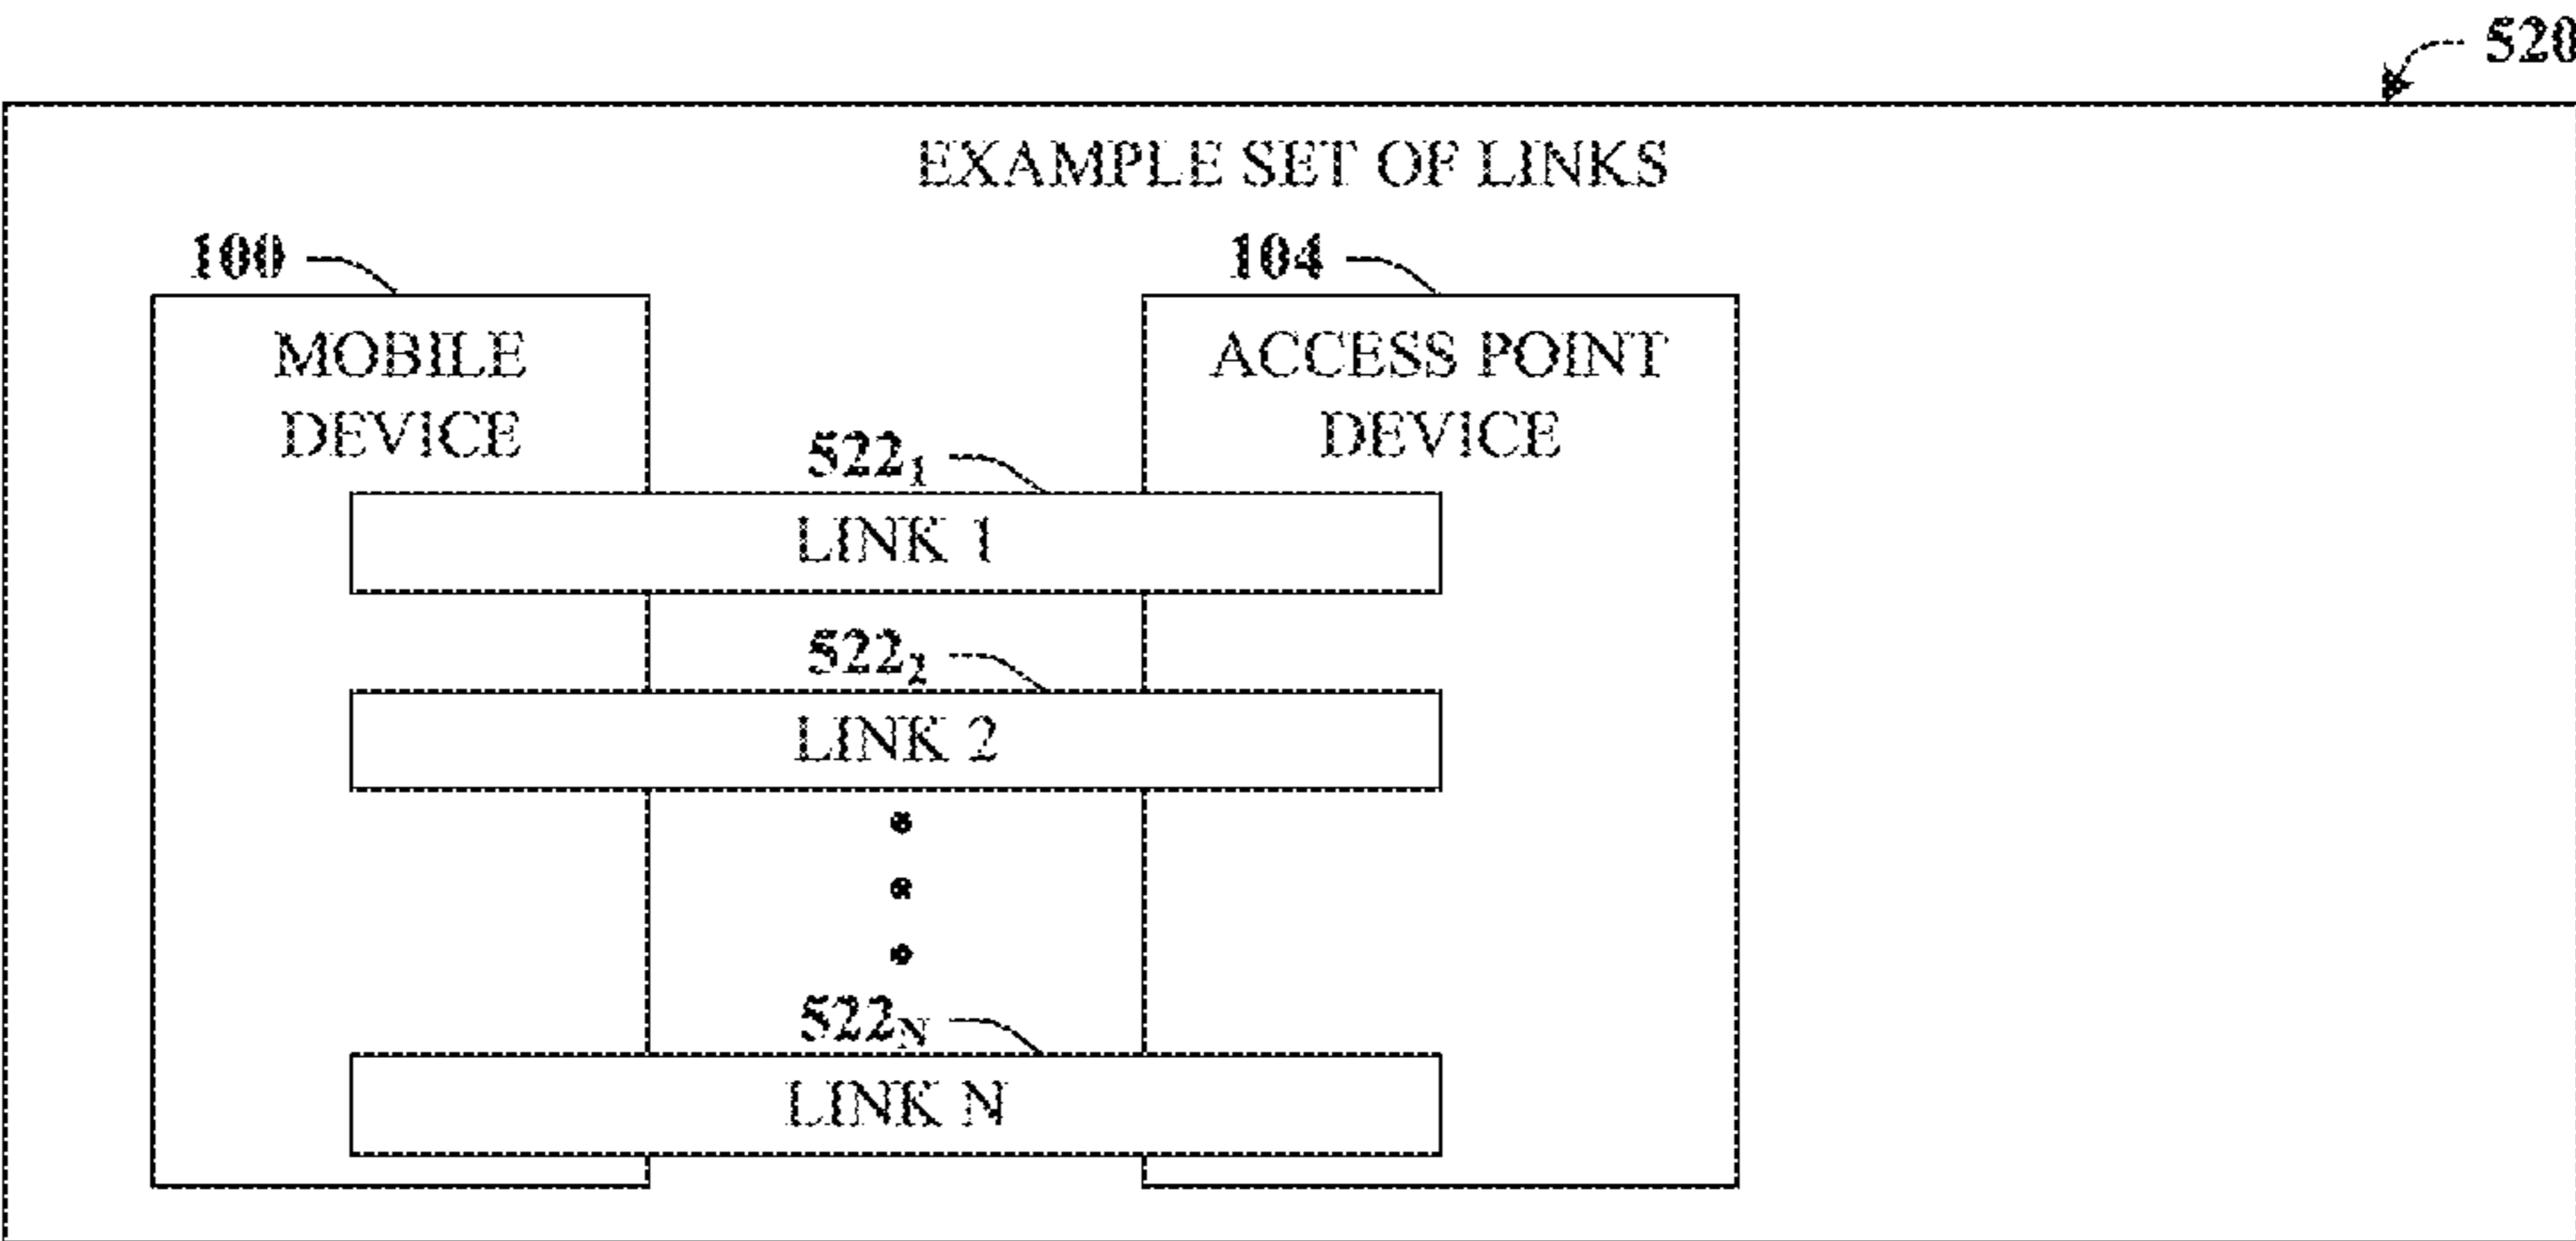 520
EXAMPLE SET OF LINKS
100
104
MOBILE
DEVICE
ACCESS POINT
DEVICE
522₁
LINK 1
522₂
LINK 2
522_N
LINK N